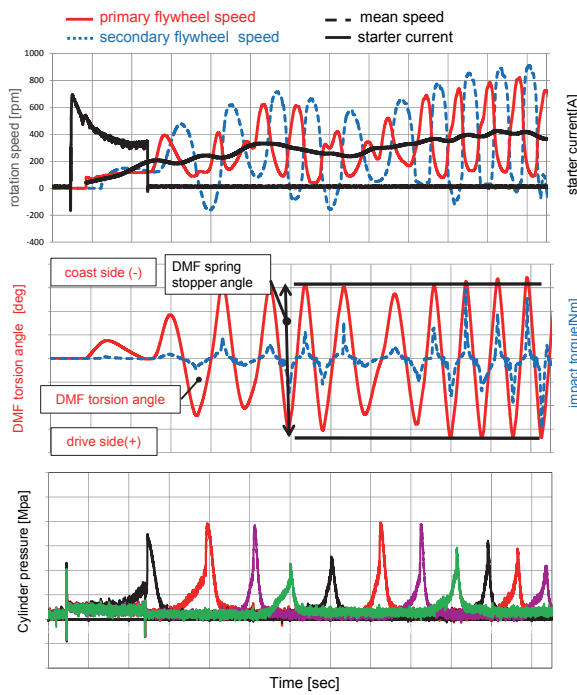 primary flywheel speed
mean speed
secondary flywheel  speed
starter current
1000
800
600
400
200
0
-200
-400
rotation speed [rpm]
starter current[A]
coast side (-)
DMF spring
stopper angle
DMF torsion angle
drive side(+)
DMF torsion angle  [deg]
impact torque[Nm]
Cylinder pressure [Mpa]
Time [sec]